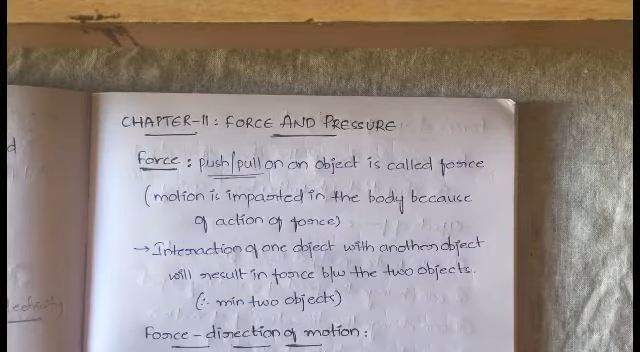 CHAPTER-11: FORCE AND PRESSURE
Force: push/pull on an object is called force
(motion is imparted in the body because
of action of force)
→ Interaction of one object with another object
will result in force b/w the two objects.
(∴ min two objects)
Force - direction of motion:
d
lectricity